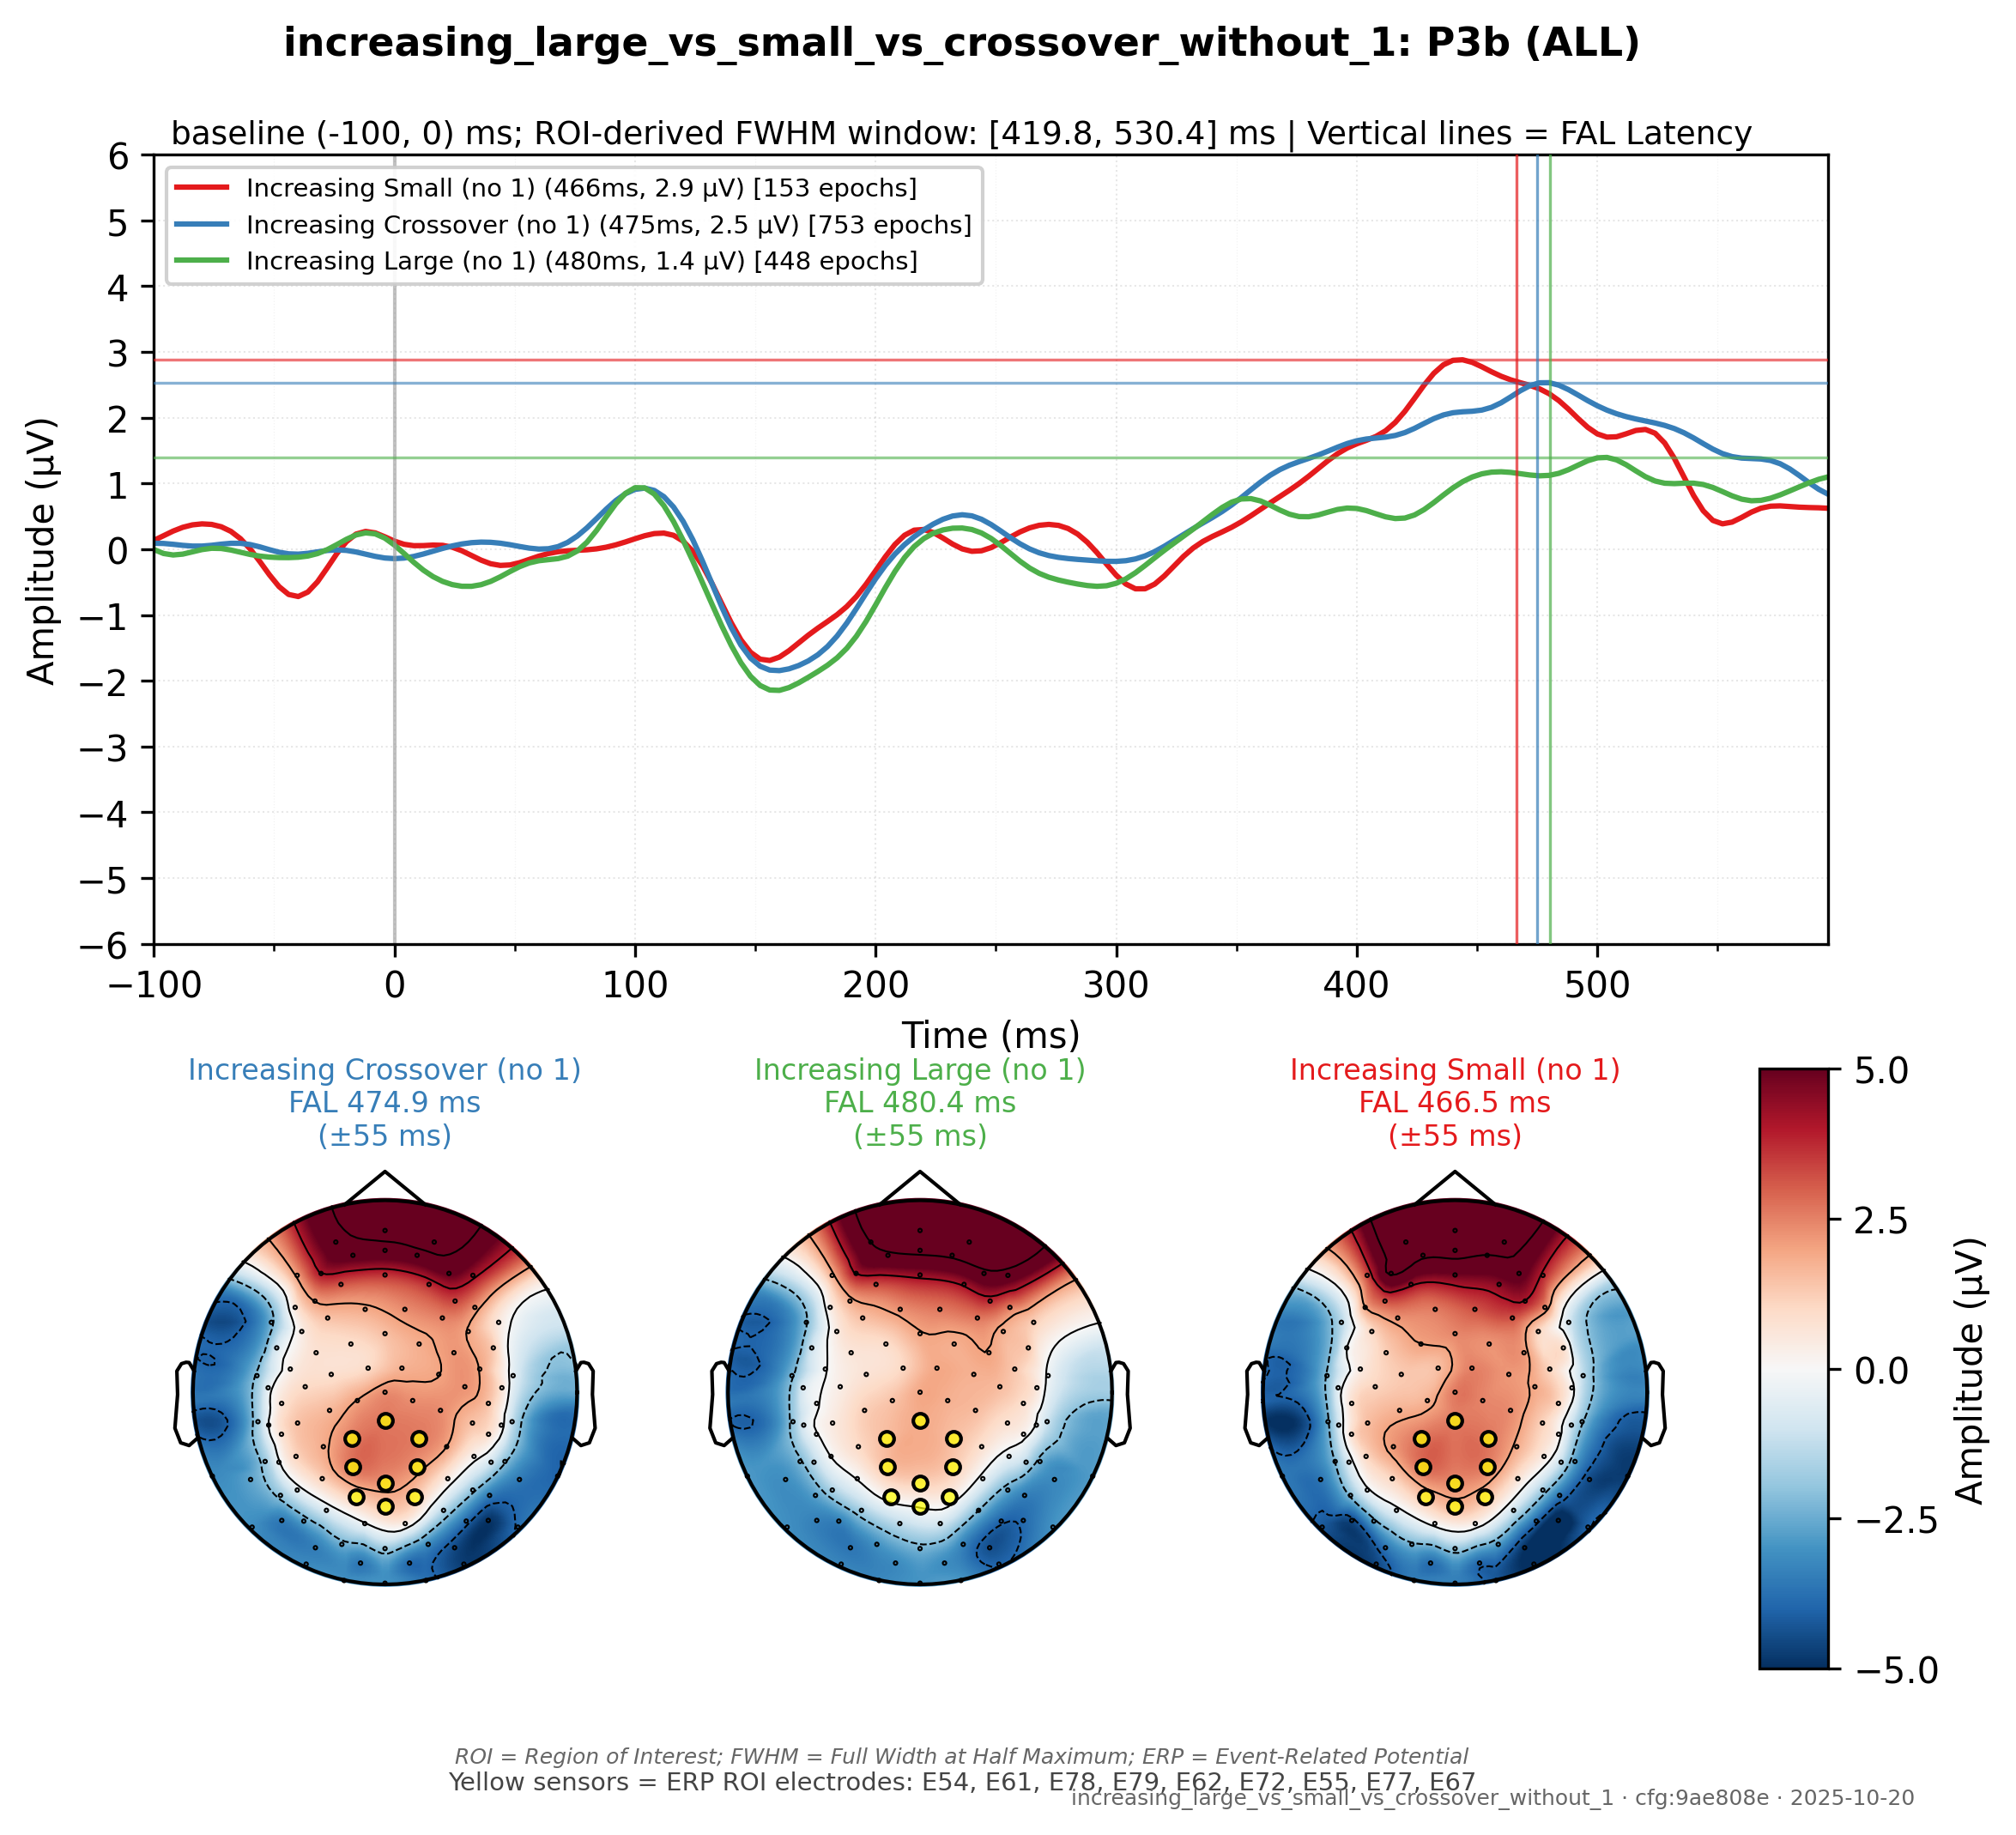 increasing_large_vs_small_vs_crossover_without_1: P3b (ALL)
baseline (-100, 0) ms; ROI-derived FWHM window: [419.8, 530.4] ms | Vertical lines = FAL Latency
Increasing Small (no 1) (466ms, 2.9 µV) [153 epochs]
Increasing Crossover (no 1) (475ms, 2.5 µV) [753 epochs]
Increasing Large (no 1) (480ms, 1.4 µV) [448 epochs]
Amplitude (µV)
6
5
4
3
2
1
0
−1
−2
−3
−4
−5
−6
−100 0 100 200 300 400 500
Time (ms)
Increasing Crossover (no 1)
FAL 474.9 ms
(±55 ms)
Increasing Large (no 1)
FAL 480.4 ms
(±55 ms)
Increasing Small (no 1)
FAL 466.5 ms
(±55 ms)
5.0
2.5
0.0
−2.5
−5.0
Amplitude (µV)
ROI = Region of Interest; FWHM = Full Width at Half Maximum; ERP = Event-Related Potential
Yellow sensors = ERP ROI electrodes: E54, E61, E78, E79, E62, E72, E55, E77, E67
increasing_large_vs_small_vs_crossover_without_1 · cfg:9ae808e · 2025-10-20